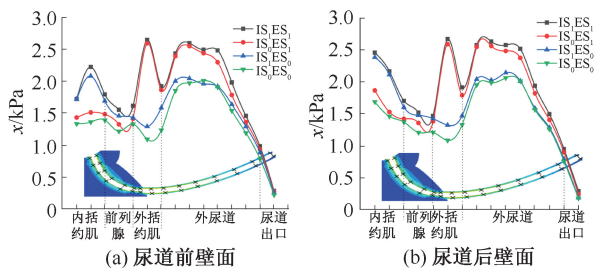 (a)
3.0
2.5
2.0
1.5
1.0
0.5
0.0
x/kPa
IS₁ES₁
IS₀ES₁
IS₁ES₀
IS₀ES₀
内括约肌
前列腺
外括约肌
外尿道
尿道出口
(a) 尿道前壁面
(b)
3.0
2.5
2.0
1.5
1.0
0.5
0.0
x/kPa
IS₁ES₁
IS₀ES₁
IS₁ES₀
IS₀ES₀
内括约肌
前列腺
外括约肌
外尿道
尿道出口
(b) 尿道后壁面